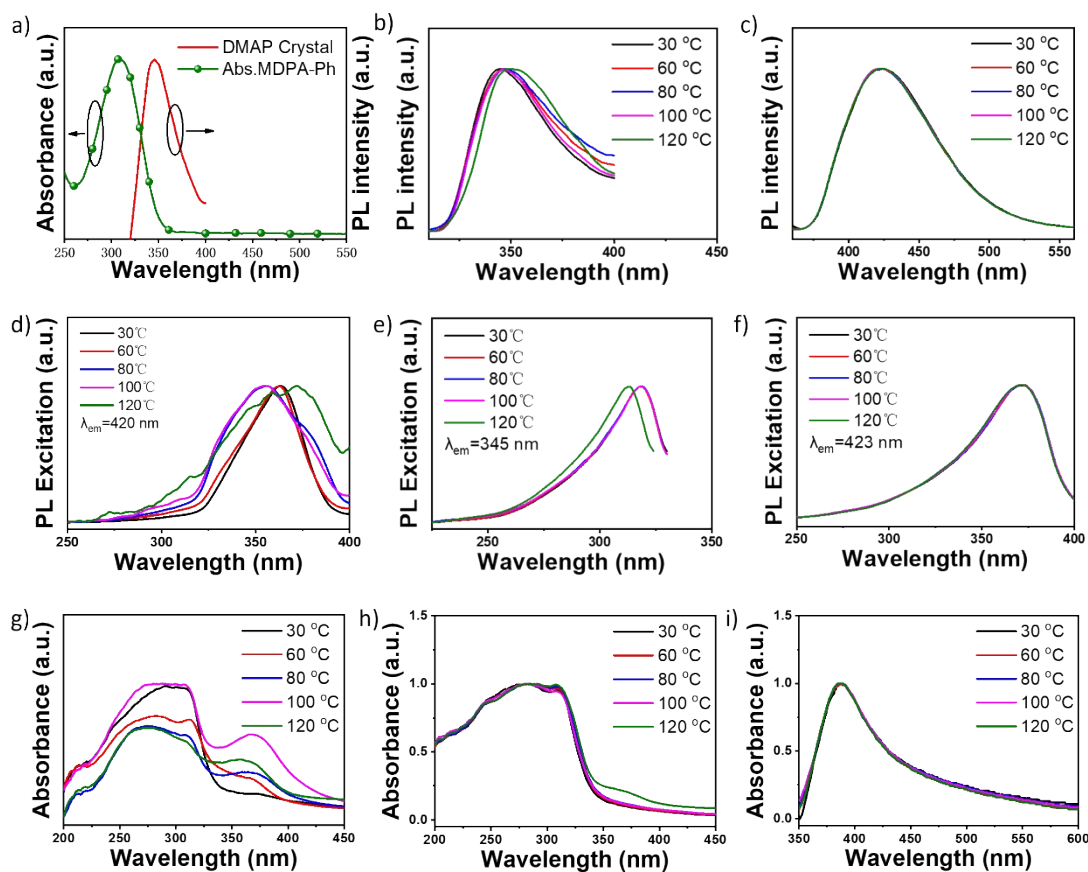 a)
Absorbance (a.u.)
PL intensity (a.u.)
DMAP Crystal
Abs.MDPA-Ph
250 300 350 400 450 500 550
Wavelength (nm)
b)
PL intensity (a.u.)
30 °C
60 °C
80 °C
100 °C
120 °C
350 400 450
Wavelength (nm)
c)
PL intensity (a.u.)
30 °C
60 °C
80 °C
100 °C
120 °C
400 450 500 550
Wavelength (nm)
d)
PL Excitation (a.u.)
30℃
60℃
80℃
100℃
120℃
λem=420 nm
250 300 350 400
Wavelength (nm)
e)
PL Excitation (a.u.)
30℃
60℃
80℃
100℃
120℃
λem=345 nm
250 300 350
Wavelength (nm)
f)
PL Excitation (a.u.)
30℃
60℃
80℃
100℃
120℃
λem=423 nm
250 300 350 400
Wavelength (nm)
g)
Absorbance (a.u.)
30 °C
60 °C
80 °C
100 °C
120 °C
200 250 300 350 400 450
Wavelength (nm)
h)
Absorbance (a.u.)
1.5
1.0
0.5
0.0
30 °C
60 °C
80 °C
100 °C
120 °C
200 250 300 350 400 450
Wavelength (nm)
i)
Absorbance (a.u.)
1.5
1.0
0.5
0.0
30 °C
60 °C
80 °C
100 °C
120 °C
350 400 450 500 550 600
Wavelength (nm)